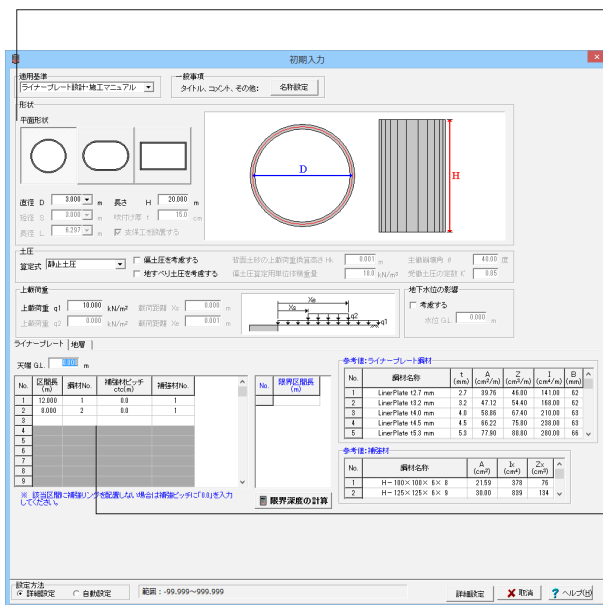 初期入力
適用基準
ライナープレート設計・施工マニュアル
一般事項
タイトル、コメント、その他:
名称設定
形状
平面形状
D
H
直径 D 3.000 m 長さ H 20.000 m
短径 S 3.000 m 吹付け厚 t 15.0 cm
長径 L 6.297 m 支保工を設置する
土圧
算定式 静止土圧
偏土圧を考慮する
地すべり土圧を考慮する
背面土砂の上載荷重換算高さ Hk 0.001 m
偏土圧算定用単位体積重量 18.0 kN/m³
主働崩壊角 θ 40.00 度
受働土圧の定数 K' 0.85
上載荷重
上載荷重 q1 10.000 kN/m² 載荷距離 Xs 0.000 m
上載荷重 q2 0.000 kN/m² 載荷距離 Xe 0.001 m
Xe
Xs
q2
q1
地下水位の影響
考慮する
水位 G.L. 0.000 m
ライナープレート 地層
天端 G.L. 0.000 m
No. 区間長 (m) 鋼材No. 補強材ピッチ ctc(m) 補強材No.
1 12.000 1 0.0 1
2 8.000 2 0.0 1
3
4
5
6
7
8
9
No. 限界区間長 (m)
限界深度の計算
※ 該当区間に補強リングを配置しない場合は補強ピッチに「0.0」を入力
してください。
参考値:ライナープレート鋼材
No. 鋼材名称 t (mm) A (cm²/m) Z (cm³/m) I (cm⁴/m) B (mm)
1 LinerPlate t2.7 mm 2.7 39.76 46.00 141.00 62
2 LinerPlate t3.2 mm 3.2 47.12 54.40 168.00 62
3 LinerPlate t4.0 mm 4.0 58.86 67.40 210.00 63
4 LinerPlate t4.5 mm 4.5 66.22 75.80 238.00 63
5 LinerPlate t5.3 mm 5.3 77.90 88.80 280.00 66
参考値:補強材
No. 鋼材名称 A (cm²) Ix (cm⁴) Zx (cm³)
1 H-100×100× 6× 8 21.59 378 76
2 H-125×125× 6× 9 30.00 839 134
設定方法
詳細設定 自動設定
範囲:-99.999~999.999
詳細設定 取消 ヘルプ(H)